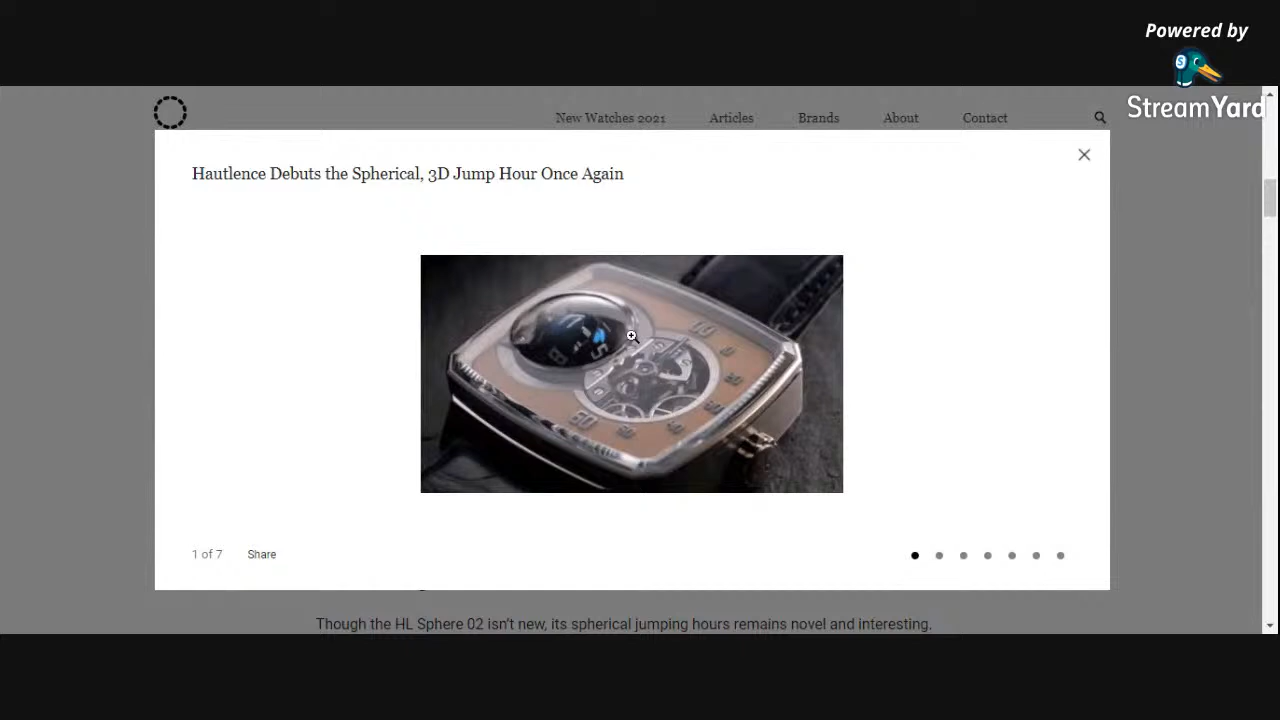 Powered by
StreamYard
New Watches 2021 Articles Brands About Contact
Hautlence Debuts the Spherical, 3D Jump Hour Once Again
50
1 of 7 Share
Though the HL Sphere 02 isn't new, its spherical jumping hours remains novel and interesting.